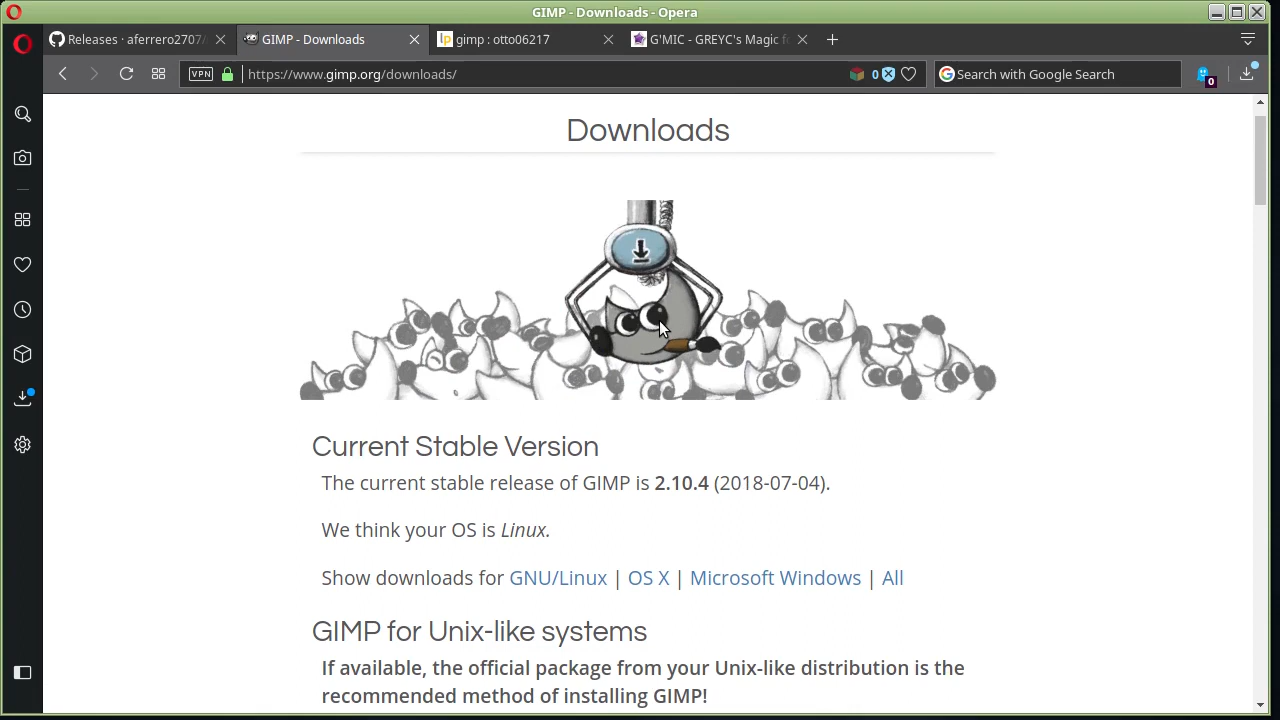 GIMP - Downloads - Opera
Releases · aferrero2707/
GIMP - Downloads
lp gimp : otto06217
G'MIC - GREYC's Magic f
VPN https://www.gimp.org/downloads/
0
Search with Google Search
0
Downloads
Current Stable Version
The current stable release of GIMP is 2.10.4 (2018-07-04).
We think your OS is Linux.
Show downloads for GNU/Linux | OS X | Microsoft Windows | All
GIMP for Unix-like systems
If available, the official package from your Unix-like distribution is the
recommended method of installing GIMP!